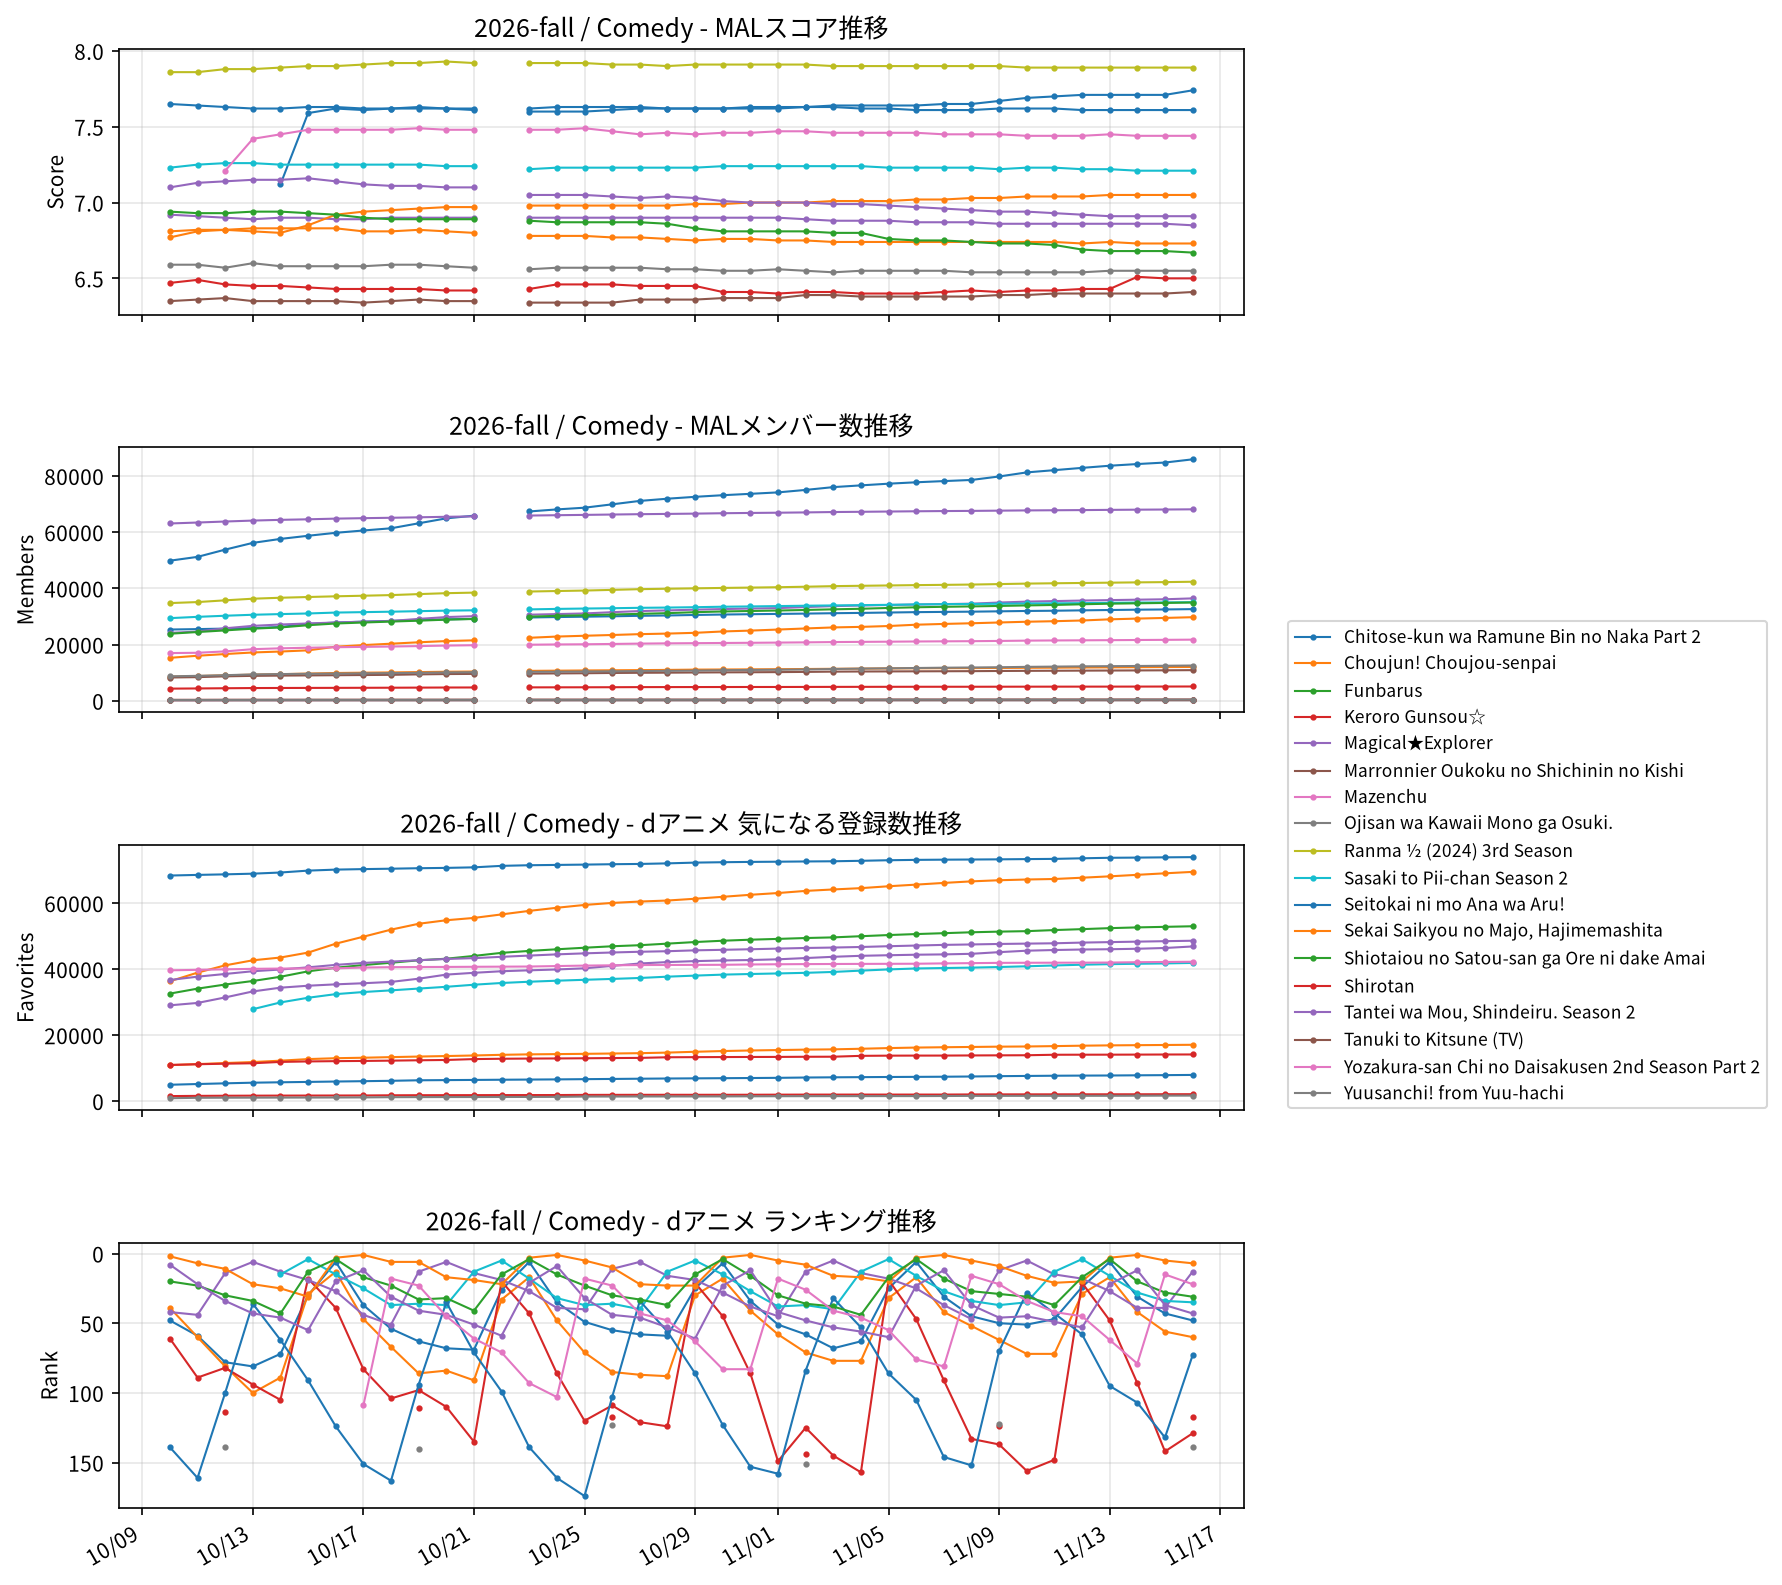 2026-fall / Comedy - MALスコア推移
8.0
7.5
7.0
6.5
Score
2026-fall / Comedy - MALメンバー数推移
80000
60000
40000
20000
0
Members
2026-fall / Comedy - dアニメ 気になる登録数推移
60000
40000
20000
0
Favorites
2026-fall / Comedy - dアニメ ランキング推移
0
50
100
150
Rank
10/09
10/13
10/17
10/21
10/25
10/29
11/01
11/05
11/09
11/13
11/17
Chitose-kun wa Ramune Bin no Naka Part 2
Choujun! Choujou-senpai
Funbarus
Keroro Gunsou☆
Magical★Explorer
Marronnier Oukoku no Shichinin no Kishi
Mazenchu
Ojisan wa Kawaii Mono ga Osuki.
Ranma ½ (2024) 3rd Season
Sasaki to Pii-chan Season 2
Seitokai ni mo Ana wa Aru!
Sekai Saikyou no Majo, Hajimemashita
Shiotaiou no Satou-san ga Ore ni dake Amai
Shirotan
Tantei wa Mou, Shindeiru. Season 2
Tanuki to Kitsune (TV)
Yozakura-san Chi no Daisakusen 2nd Season Part 2
Yuusanchi! from Yuu-hachi